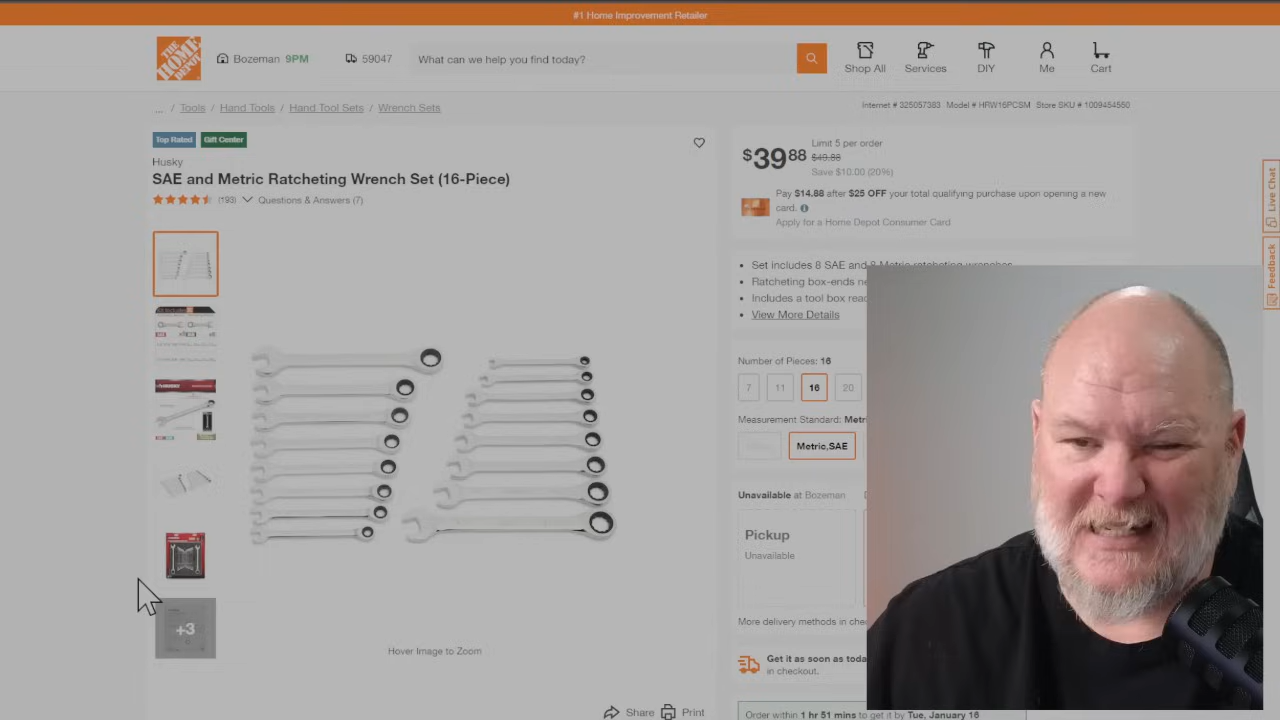 #1 Home Improvement Retailer
THE HOME DEPOT
Bozeman 9PM
59047
What can we help you find today?
Shop All
Services
DIY
Me
Cart
... / Tools / Hand Tools / Hand Tool Sets / Wrench Sets
Internet # 325057383 Model # HRW16PCSM Store SKU # 1009454550
Top Rated
Gift Center
Husky
SAE and Metric Ratcheting Wrench Set (16-Piece)
(193)
Questions & Answers (7)
+3
Hover Image to Zoom
Share
Print
$39 88
Limit 5 per order
$49.88
Save $10.00 (20%)
Pay $14.88 after $25 OFF your total qualifying purchase upon opening a new
card.
Apply for a Home Depot Consumer Card
Set includes 8 SAE and 8 Metric ratcheting wrenches
Ratcheting box-ends
Includes a tool box
View More Details
Number of Pieces: 16
7
11
16
20
Measurement Standard:
Metric,SAE
Unavailable at Bozeman
Pickup
Unavailable
More delivery methods in
Get it as soon as
in checkout.
Order within 1 hr 51 mins to get it by Tue, January 16
Live Chat
Feedback